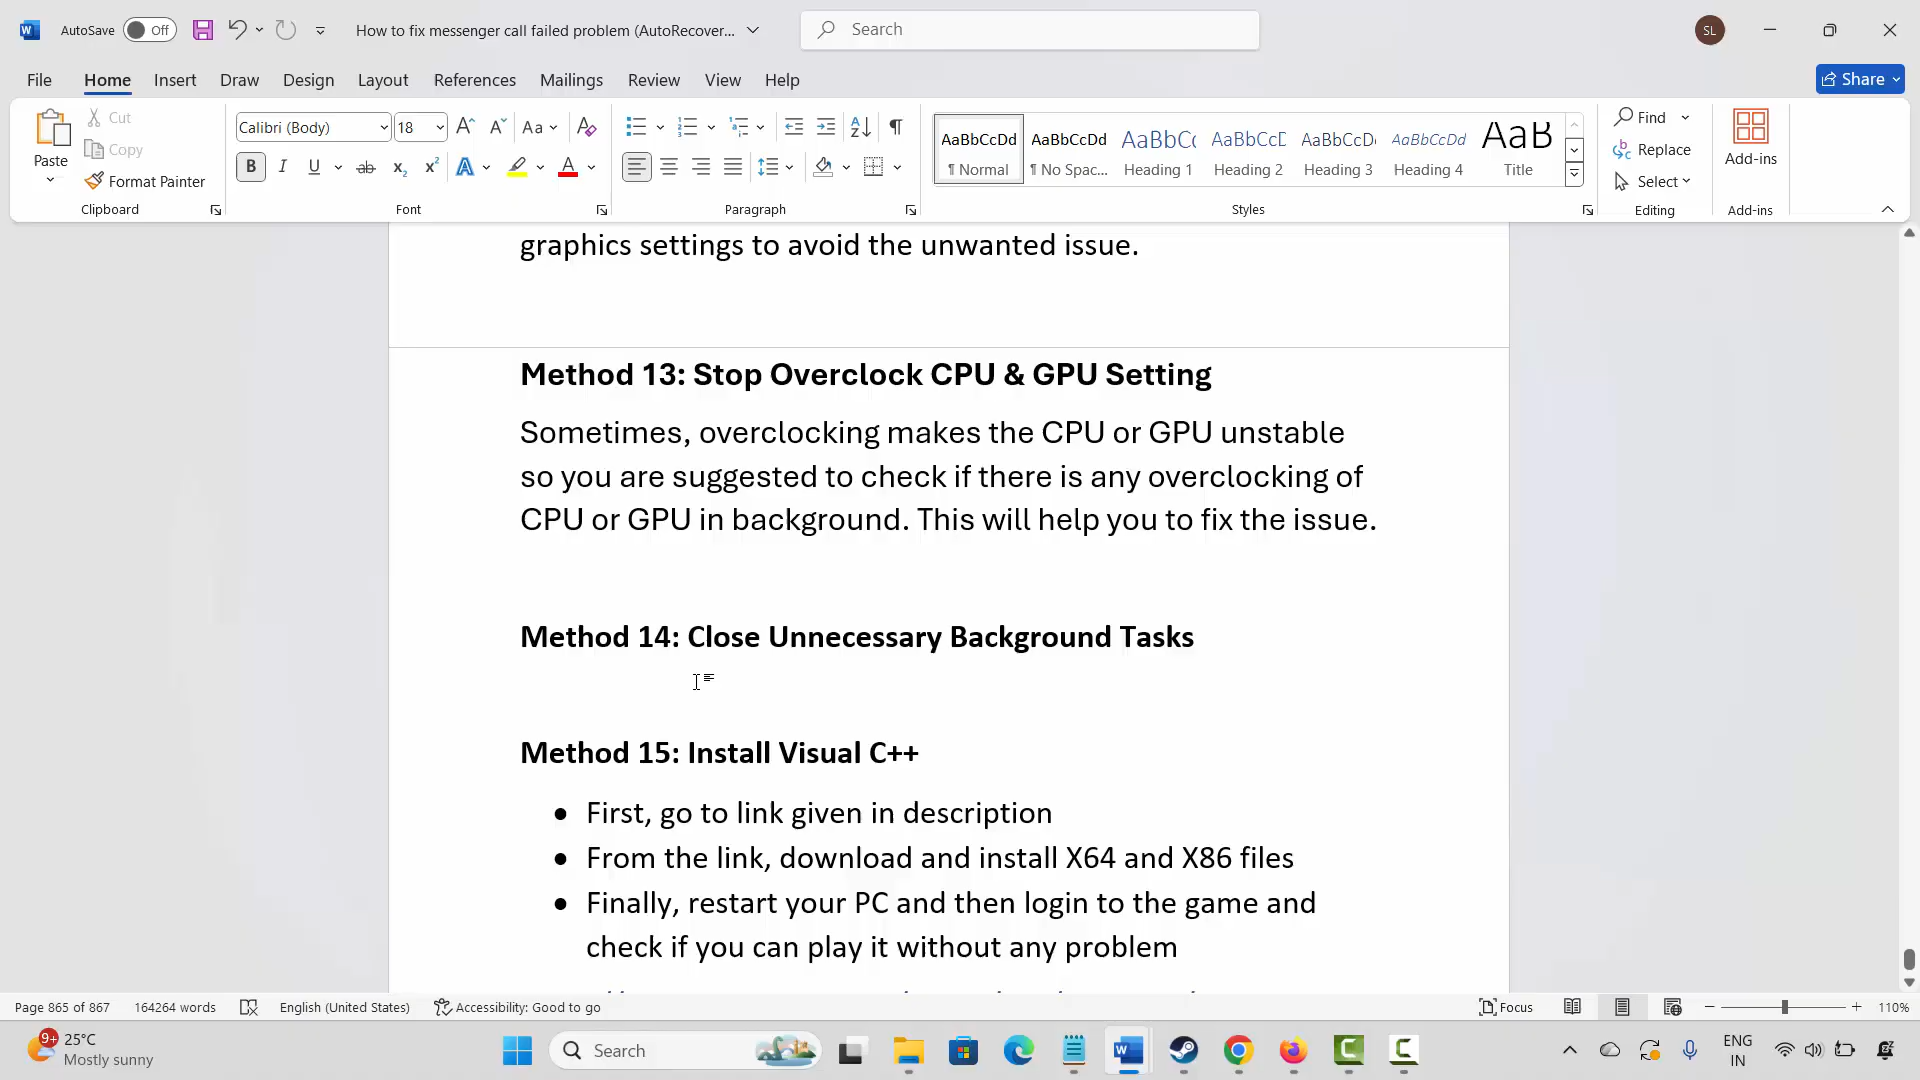 AutoSave Off How to fix messenger call failed problem (AutoRecover... Search SL
File Home Insert Draw Design Layout References Mailings Review View Help Share
Paste Cut Copy Format Painter Clipboard
Calibri (Body) 18 Aa Font
Paragraph
AaBbCcDd ¶ Normal
AaBbCcDd ¶ No Spac...
AaBbCc Heading 1
AaBbCcD Heading 2
AaBbCcD Heading 3
AaBbCcDd Heading 4
AaB Title
Styles
Find Replace Select Editing
Add-ins Add-ins
graphics settings to avoid the unwanted issue.
Method 13: Stop Overclock CPU & GPU Setting
Sometimes, overclocking makes the CPU or GPU unstable
so you are suggested to check if there is any overclocking of
CPU or GPU in background. This will help you to fix the issue.
Method 14: Close Unnecessary Background Tasks
Method 15: Install Visual C++
• First, go to link given in description
• From the link, download and install X64 and X86 files
• Finally, restart your PC and then login to the game and
check if you can play it without any problem
Page 865 of 867 164264 words English (United States) Accessibility: Good to go Focus 110%
9+ 25°C
Mostly sunny
Search
ENG
IN